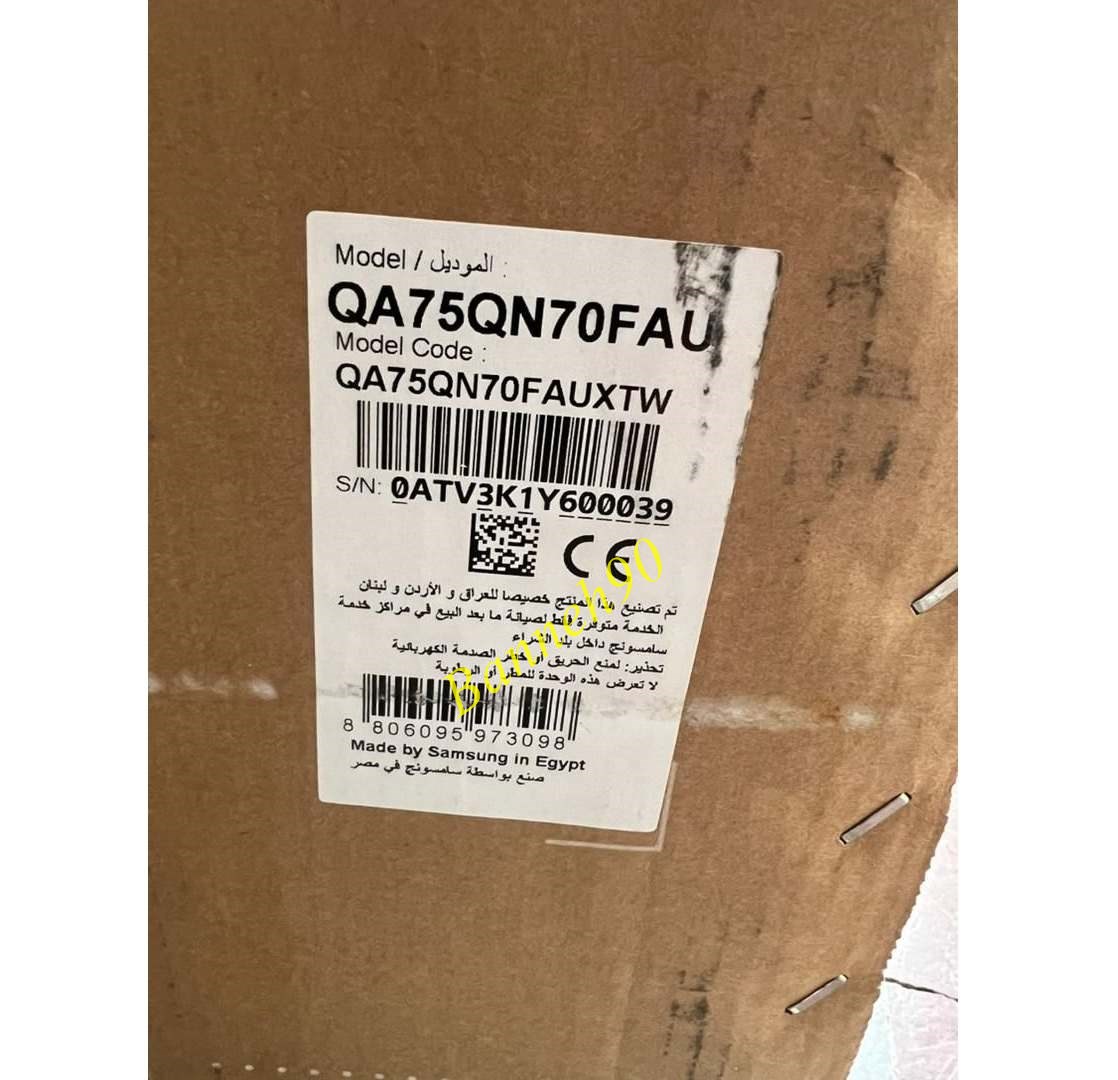 Model / الموديل :
QA75QN70FAU
Model Code :
QA75QN70FAUXTW
S/N: 0ATV3K1Y600039
CE
تم تصنيع هذا المنتج خصيصا للعراق و الأردن و لبنان
الخدمة متوفرة فقط لصيانة ما بعد البيع في مراكز خدمة
سامسونج داخل بلد الشراء
تحذير: لمنع الحريق أو خطر الصدمة الكهربائية
لا تعرض هذه الوحدة للمطر أو الرطوبة
Banneh90
8 806095 973098
Made by Samsung in Egypt
صنع بواسطة سامسونج في مصر